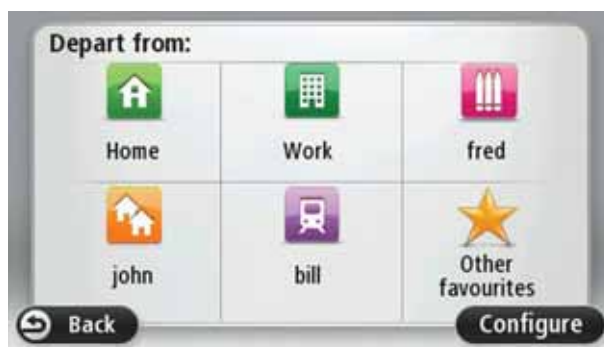 Depart from:
Home
Work
fred
john
bill
Other
favourites
Back
Configure